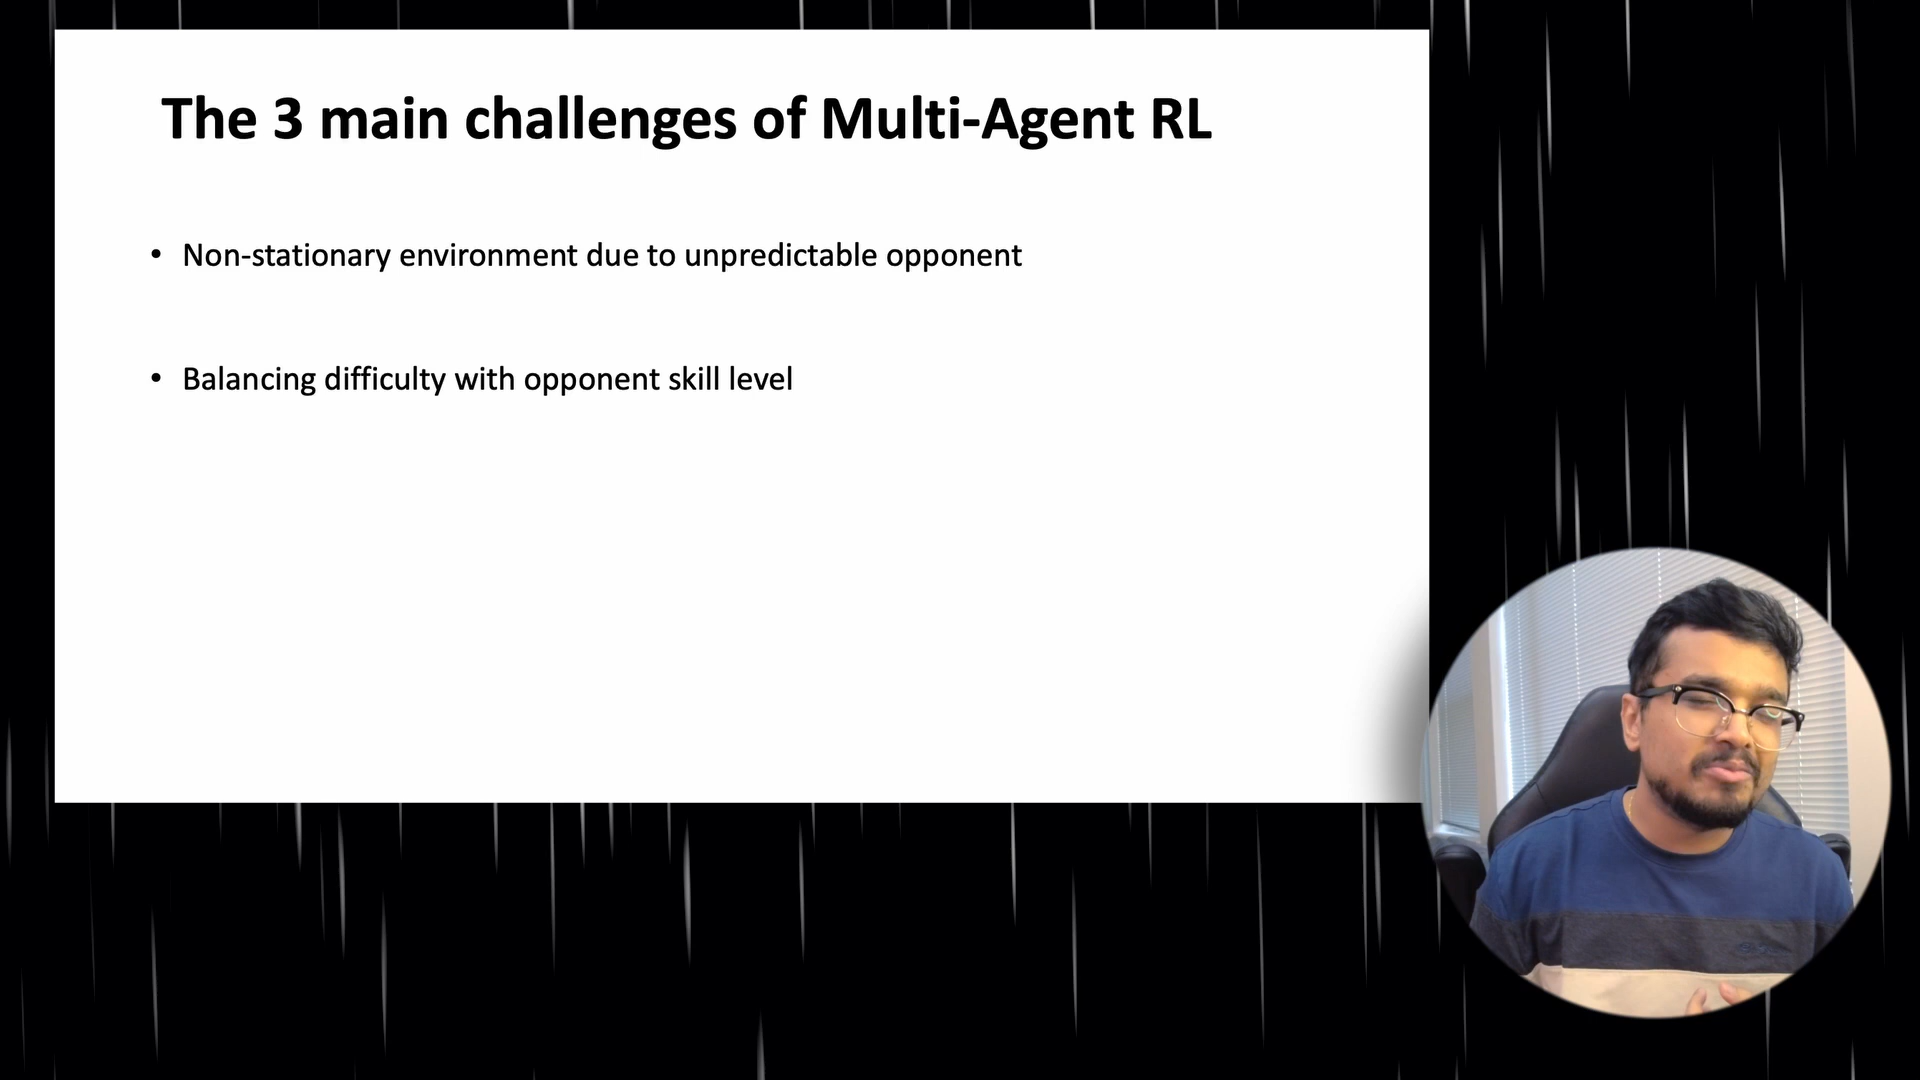 The 3 main challenges of Multi-Agent RL
• Non-stationary environment due to unpredictable opponent
• Balancing difficulty with opponent skill level